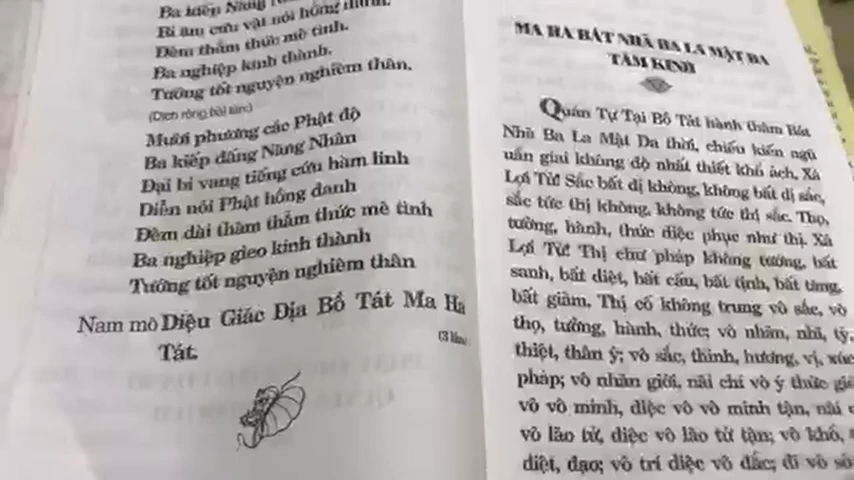 Ba kiếp Năng
Bi âm cứu vật nói hồng danh.
Đêm thẳm thức mê tình.
Ba nghiệp kính thành.
Tướng tốt nguyện nghiêm thân.
(Dịch rộng bài tán)
Mười phương các Phật độ
Ba kiếp đấng Năng Nhân
Đại bi vang tiếng cứu hàm linh
Diễn nói Phật hồng danh
Đêm dài thăm thẳm thức mê tình
Ba nghiệp gieo kính thành
Tướng tốt nguyện nghiêm thân
Nam mô Diệu Giác Địa Bồ Tát Ma Ha
Tát.
(3 lần)
MA HA BÁT NHÃ BA LA MẬT ĐA
TÂM KINH
Quán Tự Tại Bồ Tát hành thâm Bát
Nhã Ba La Mật Đa thời, chiếu kiến ngũ
uẩn giai không độ nhất thiết khổ ách. Xá
Lợi Tử! Sắc bất dị không, không bất dị sắc,
sắc tức thị không, không tức thị sắc. Thọ,
tưởng, hành, thức diệc phục như thị. Xá
Lợi Tử! Thị chư pháp không tướng, bất
sanh, bất diệt, bất cấu, bất tịnh, bất tăng,
bất giảm. Thị cố không trung vô sắc, vô
thọ, tưởng, hành, thức; vô nhãn, nhĩ, tỷ,
thiệt, thân ý; vô sắc, thinh, hương, vị, xúc
pháp; vô nhãn giới, nãi chí vô ý thức giới
vô vô minh, diệc vô vô minh tận, nãi
vô lão tử, diệc vô lão tử tận; vô khổ,
diệt, đạo; vô trí diệc vô đắc; dĩ vô sở